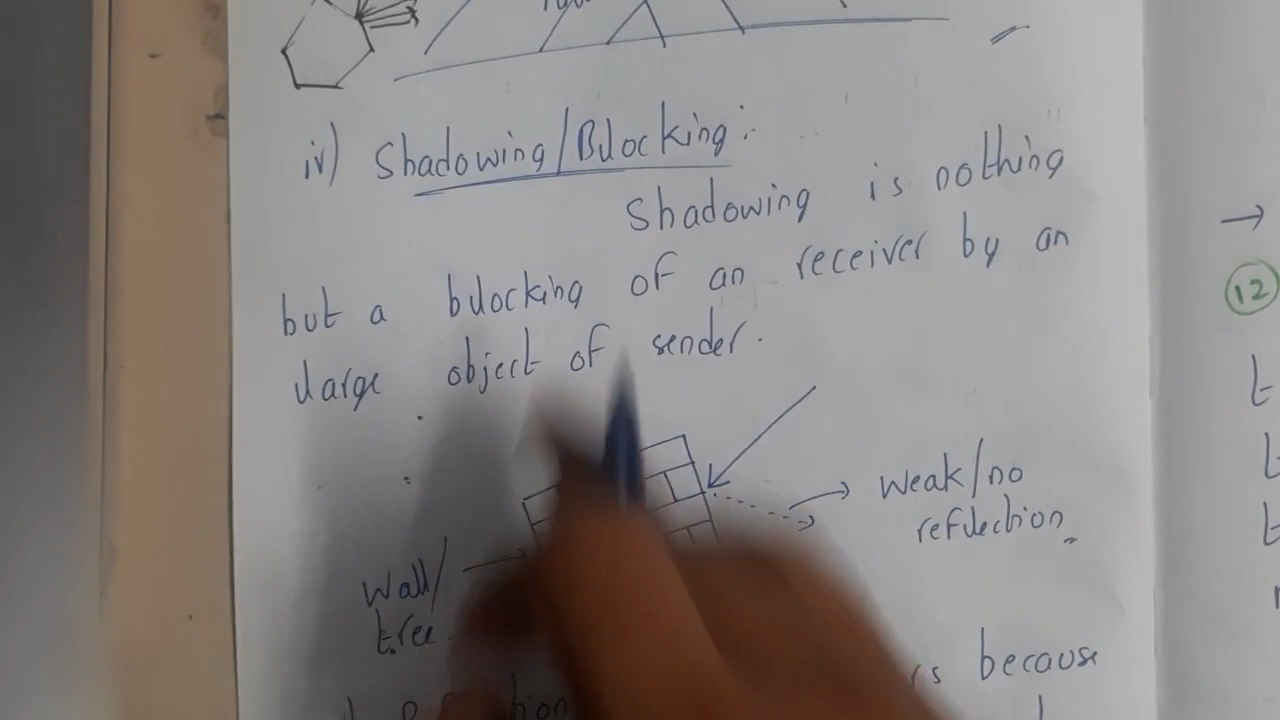 iv) Shadowing/Blocking:
Shadowing is nothing
but a blocking of an receiver by an
large object of sender.
Weak/no
reflection
Wall/
tree
because
12